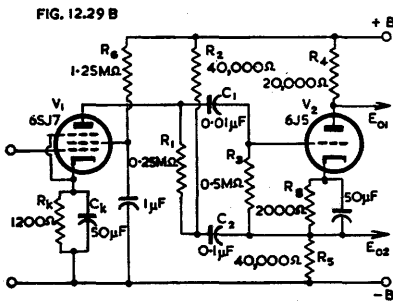 FIG. 12.29 B
+ B
R6
1·25MΩ
R2
40,000Ω
R4
20,000Ω
V1
6SJ7
C1
0·01µF
V2
6J5
E01
R1
0·25MΩ
R3
0·5MΩ
Rk
1200Ω
Ck
50µF
1µF
C2
0·1µF
R8
2000Ω
50µF
E02
40,000Ω
R5
-B